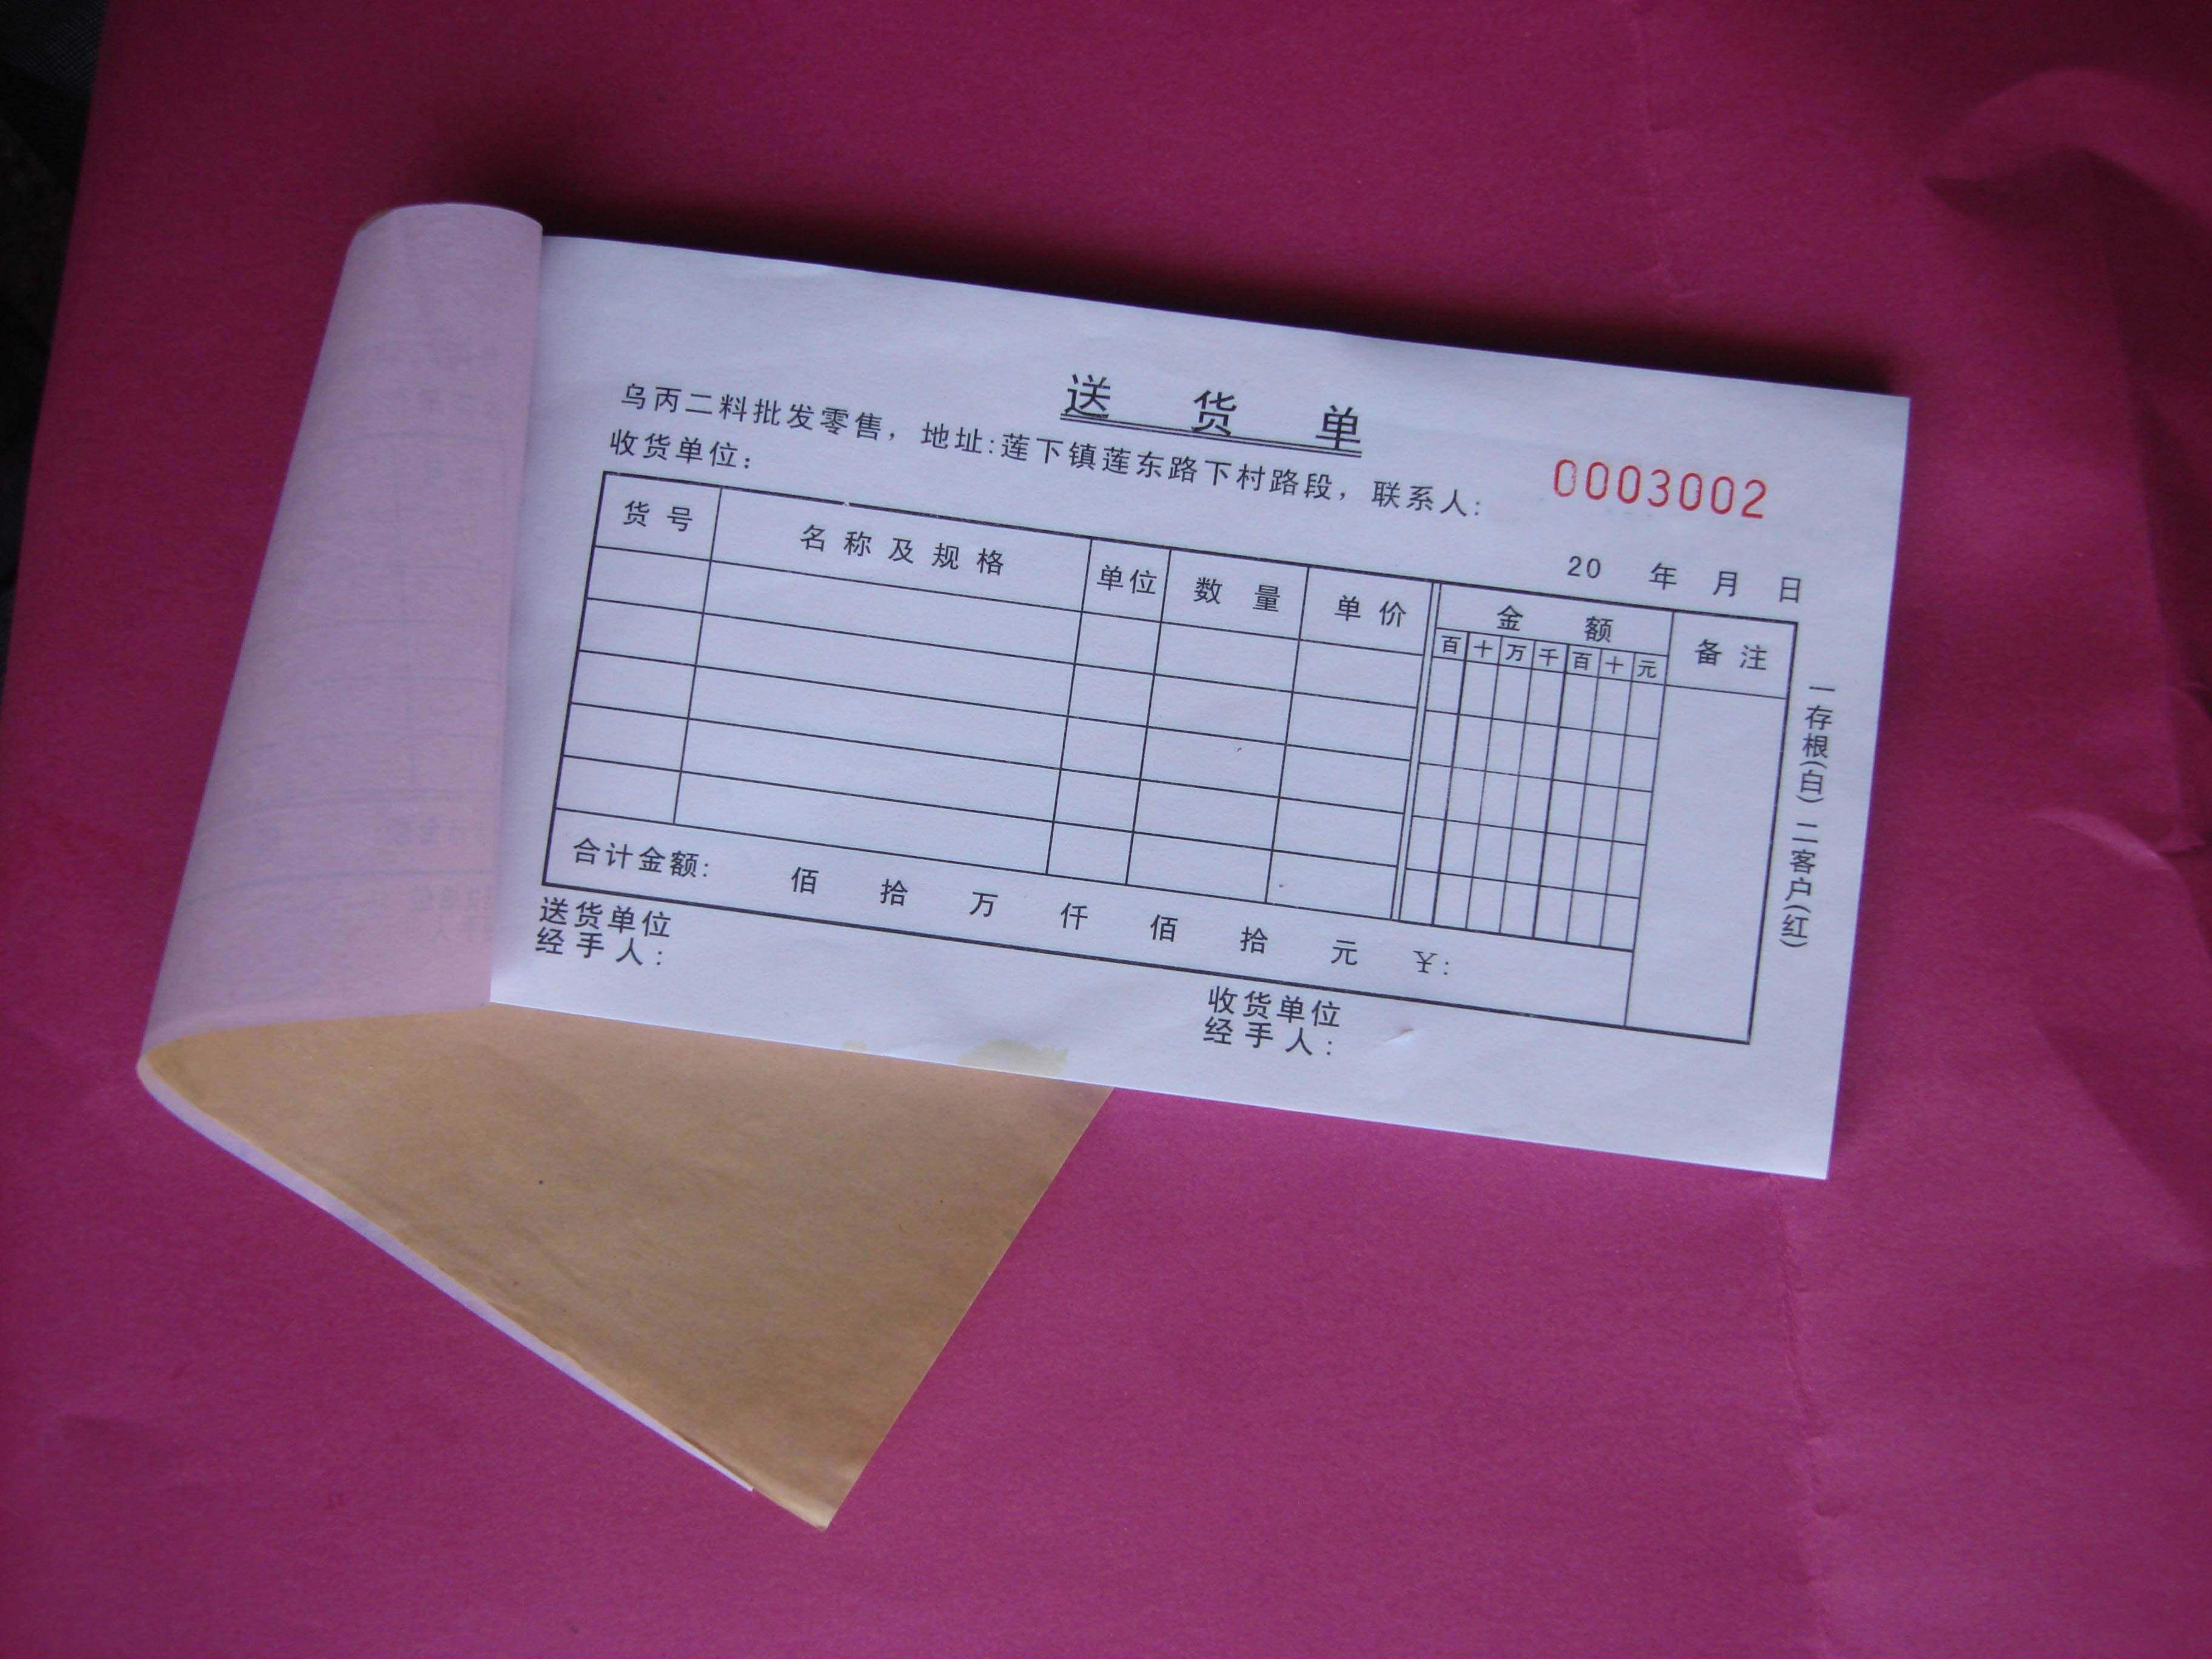 送 货 单
乌丙二料批发零售，地址:莲下镇莲东路下村路段，联系人:
0003002
收货单位:
20 年 月 日
货 号 名 称 及 规 格 单位 数 量 单 价 金 额 备 注
百 十 万 千 百 十 元
合计金额: 佰 拾 万 仟 佰 拾 元 ¥:
送货单位
经 手 人:
收货单位
经 手 人:
一存根(白) 二客户(红)